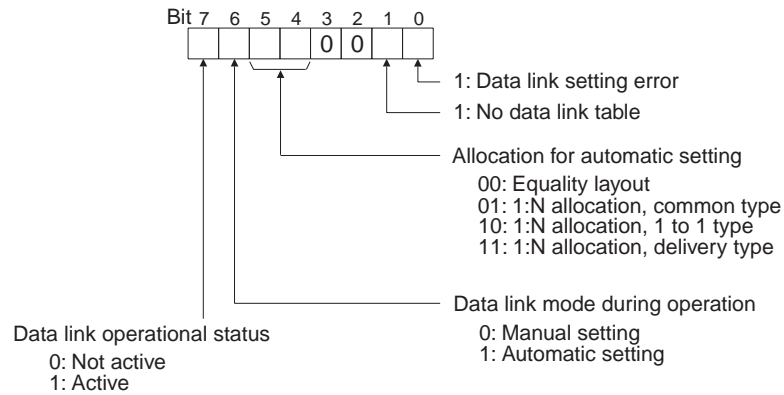 Bit 7 6 5 4 3 2 1 0
0 0
1: Data link setting error
1: No data link table
Allocation for automatic setting
00: Equality layout
01: 1:N allocation, common type
10: 1:N allocation, 1 to 1 type
11: 1:N allocation, delivery type
Data link mode during operation
0: Manual setting
1: Automatic setting
Data link operational status
0: Not active
1: Active